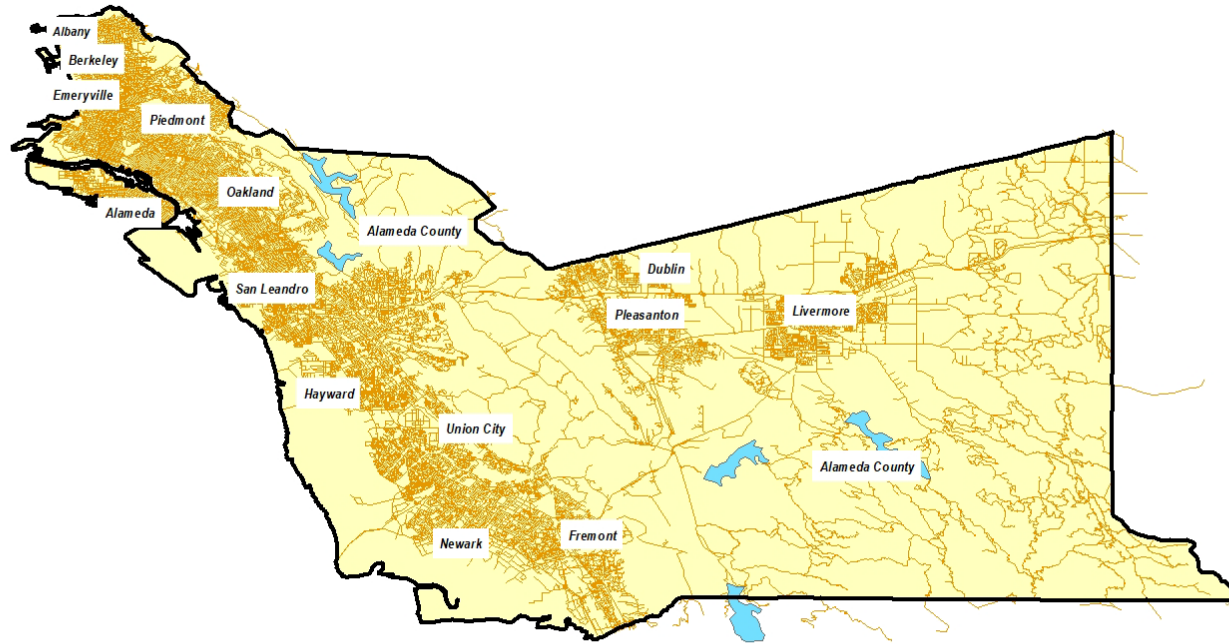 Albany
Berkeley
Emeryville
Piedmont
Oakland
Alameda
Alameda County
Dublin
San Leandro
Pleasanton
Livermore
Hayward
Union City
Alameda County
Newark
Fremont